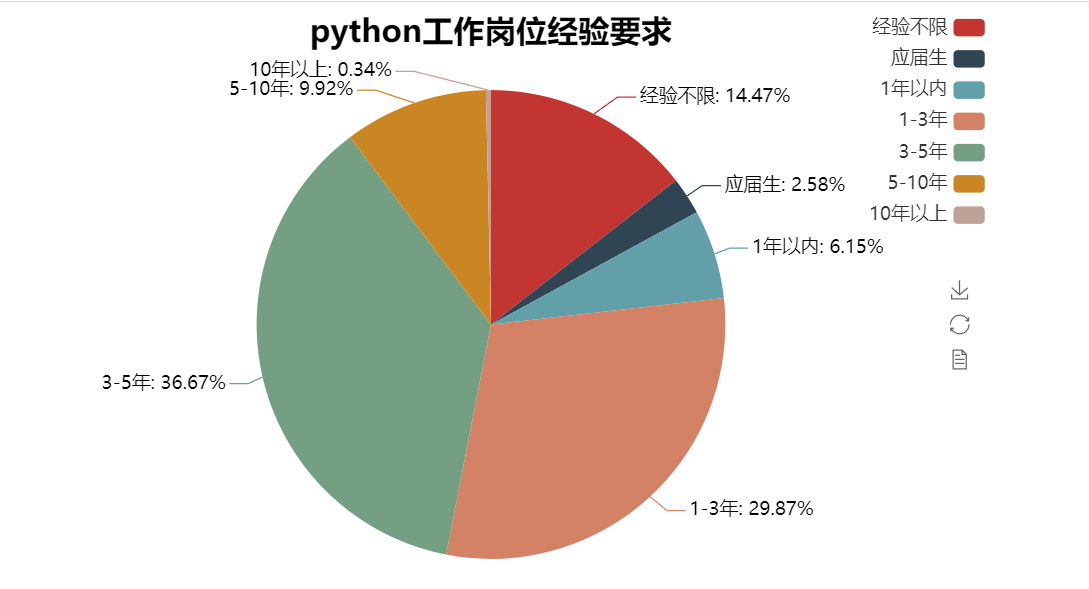 python工作岗位经验要求
经验不限
应届生
1年以内
1-3年
3-5年
5-10年
10年以上
10年以上: 0.34%
5-10年: 9.92%
经验不限: 14.47%
应届生: 2.58%
1年以内: 6.15%
3-5年: 36.67%
1-3年: 29.87%